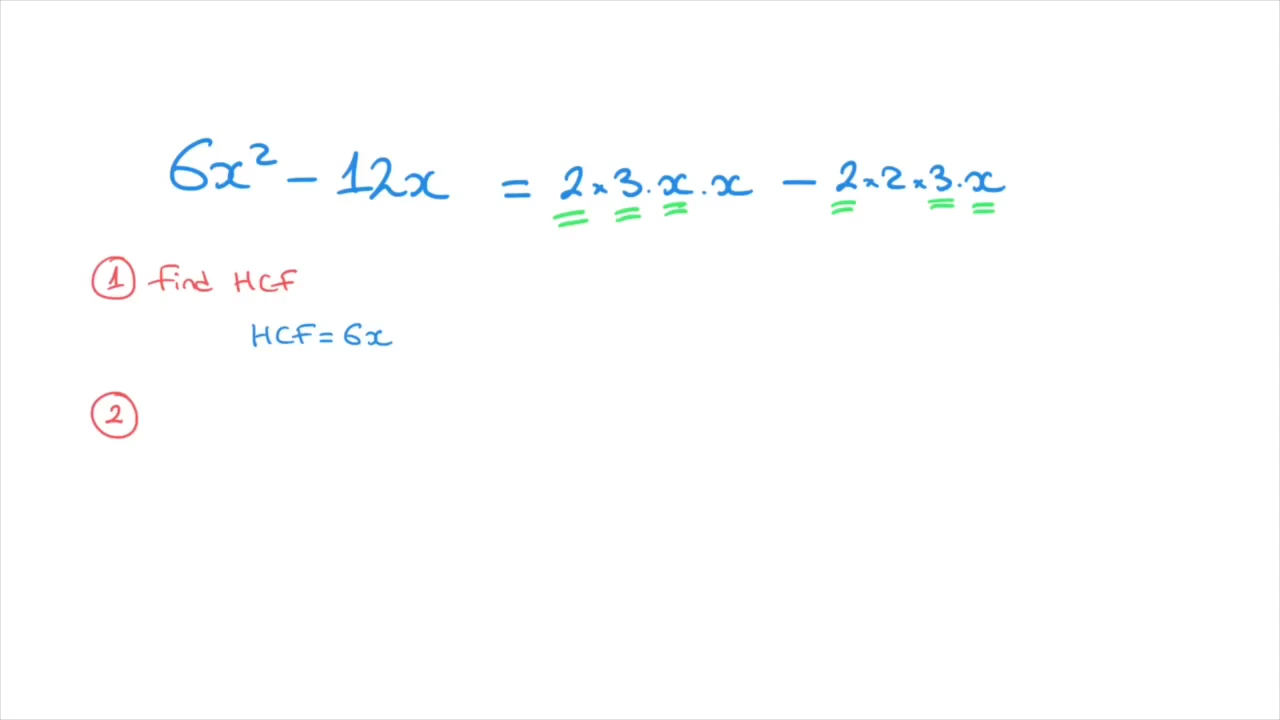 6x² - 12x = 2 × 3 . x . x - 2 × 2 × 3 . x
1 find HCF
HCF = 6x
2